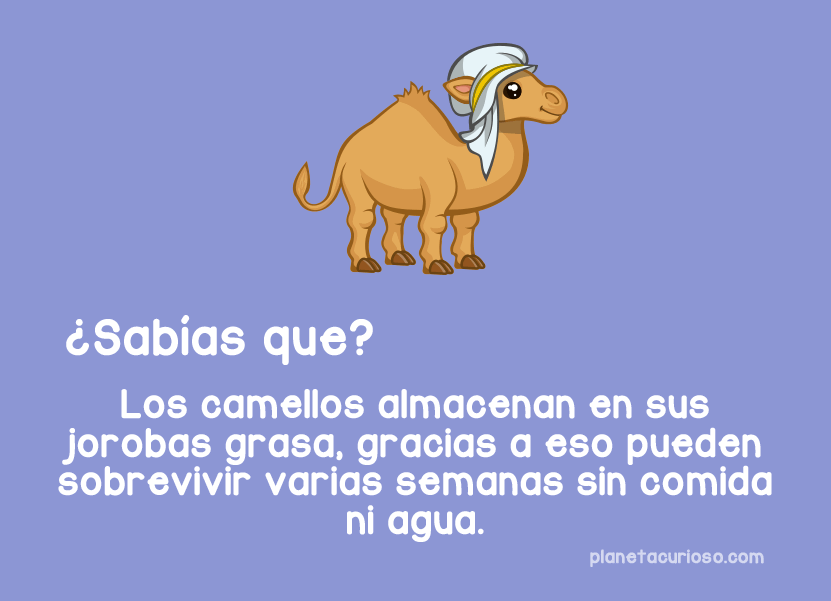 ¿Sabías que?
Los camellos almacenan en sus
jorobas grasa, gracias a eso pueden
sobrevivir varias semanas sin comida
ni agua.
planetacurioso.com